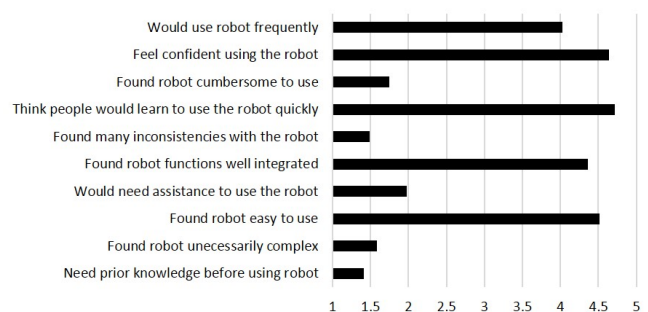 Would use robot frequently
Feel confident using the robot
Found robot cumbersome to use
Think people would learn to use the robot quickly
Found many inconsistencies with the robot
Found robot functions well integrated
Would need assistance to use the robot
Found robot easy to use
Found robot unecessarily complex
Need prior knowledge before using robot
1 1.5 2 2.5 3 3.5 4 4.5 5